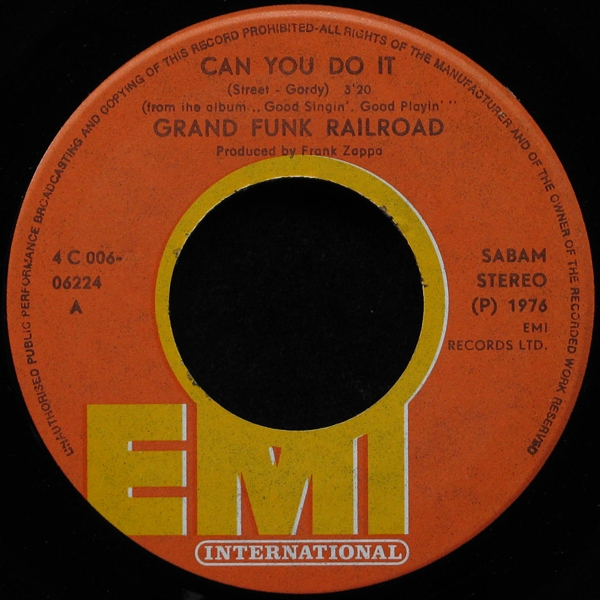 UNAUTHORISED PUBLIC PERFORMANCE BROADCASTING AND COPYING OF THIS RECORD PROHIBITED-ALL RIGHTS OF THE MANUFACTURER AND OF THE OWNER OF THE RECORDED WORK RESERVED
CAN YOU DO IT
(Street - Gordy) 3'20
(from the album ,,Good Singin'. Good Playin'"
GRAND FUNK RAILROAD
Produced by Frank Zappa
4 C 006-
06224
A
SABAM
STEREO
(P) 1976
EMI
RECORDS LTD.
EMI
INTERNATIONAL